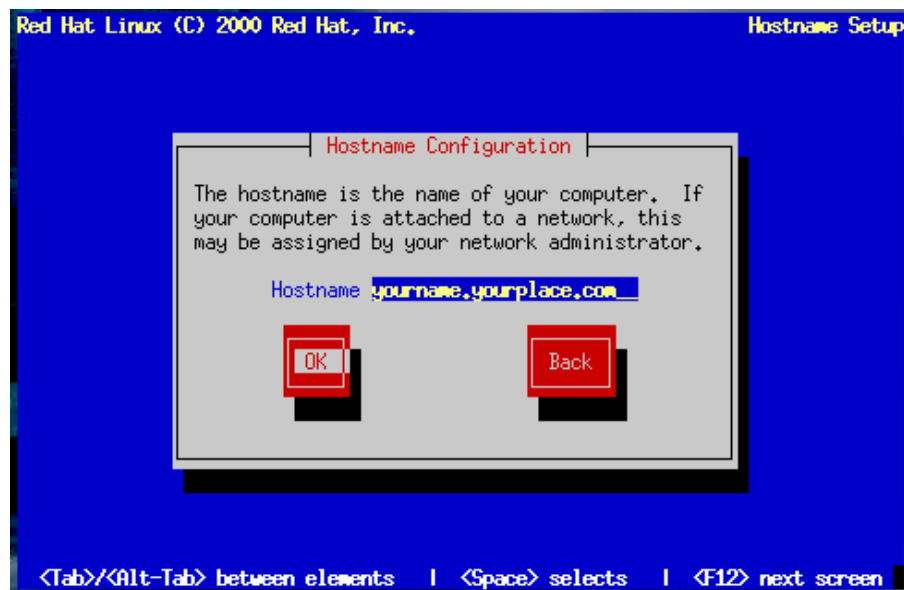 Red Hat Linux (C) 2000 Red Hat, Inc. Hostname Setup
Hostname Configuration
The hostname is the name of your computer. If
your computer is attached to a network, this
may be assigned by your network administrator.
Hostname yourname.yourplace.com__
OK Back
<Tab>/<Alt-Tab> between elements | <Space> selects | <F12> next screen